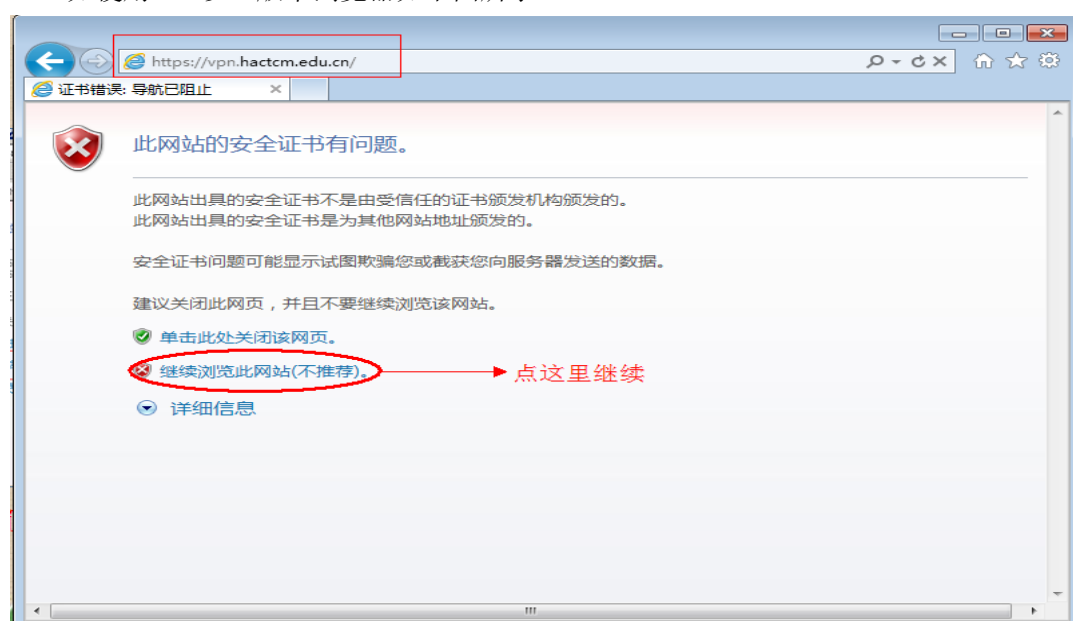 https://vpn.hactcm.edu.cn/
证书错误: 导航已阻止
此网站的安全证书有问题。
此网站出具的安全证书不是由受信任的证书颁发机构颁发的。
此网站出具的安全证书是为其他网站地址颁发的。
安全证书问题可能显示试图欺骗您或截获您向服务器发送的数据。
建议关闭此网页，并且不要继续浏览该网站。
单击此处关闭该网页。
继续浏览此网站(不推荐)。
点这里继续
详细信息